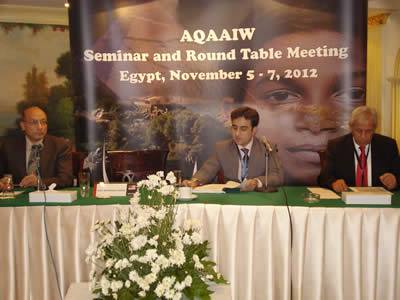 AQAAIW
Seminar and Round Table Meeting
Egypt, November 5 - 7, 2012